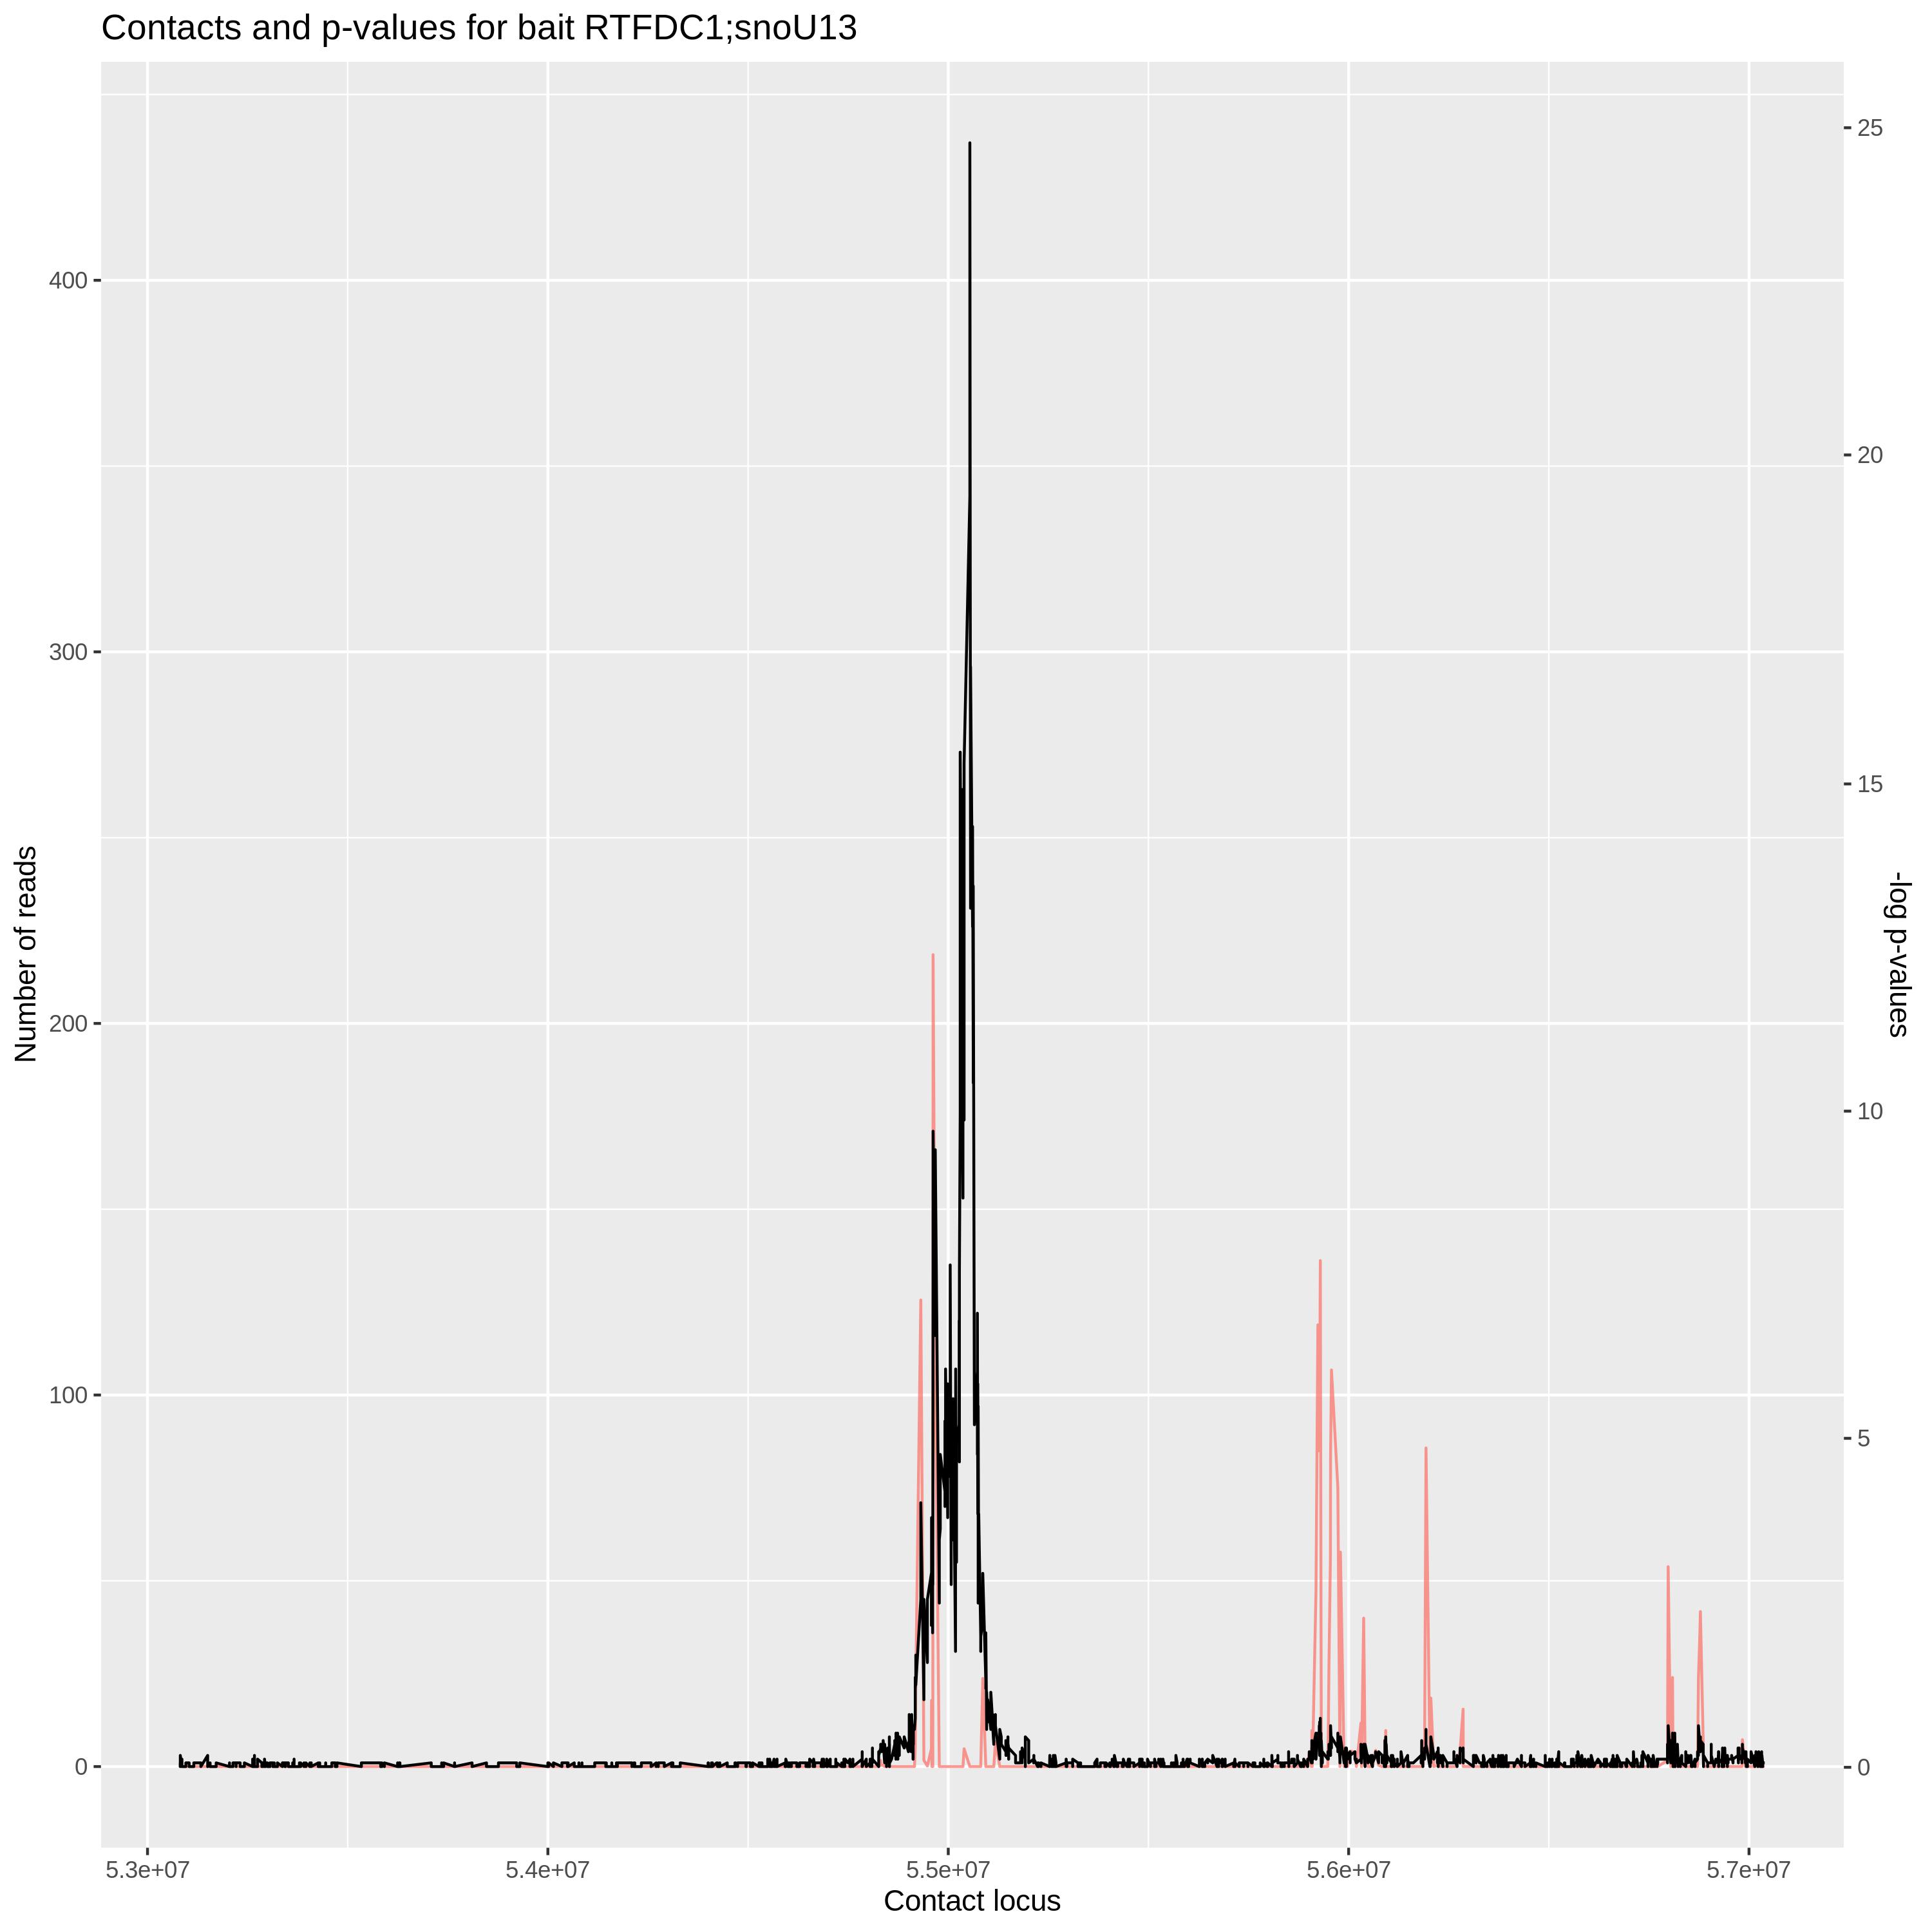 Contacts and p-values for bait RTFDC1;snoU13
Number of reads
400
300
200
100
0
25
20
15
10
5
0
-log p-values
5.3e+07
5.4e+07
5.5e+07
5.6e+07
5.7e+07
Contact locus